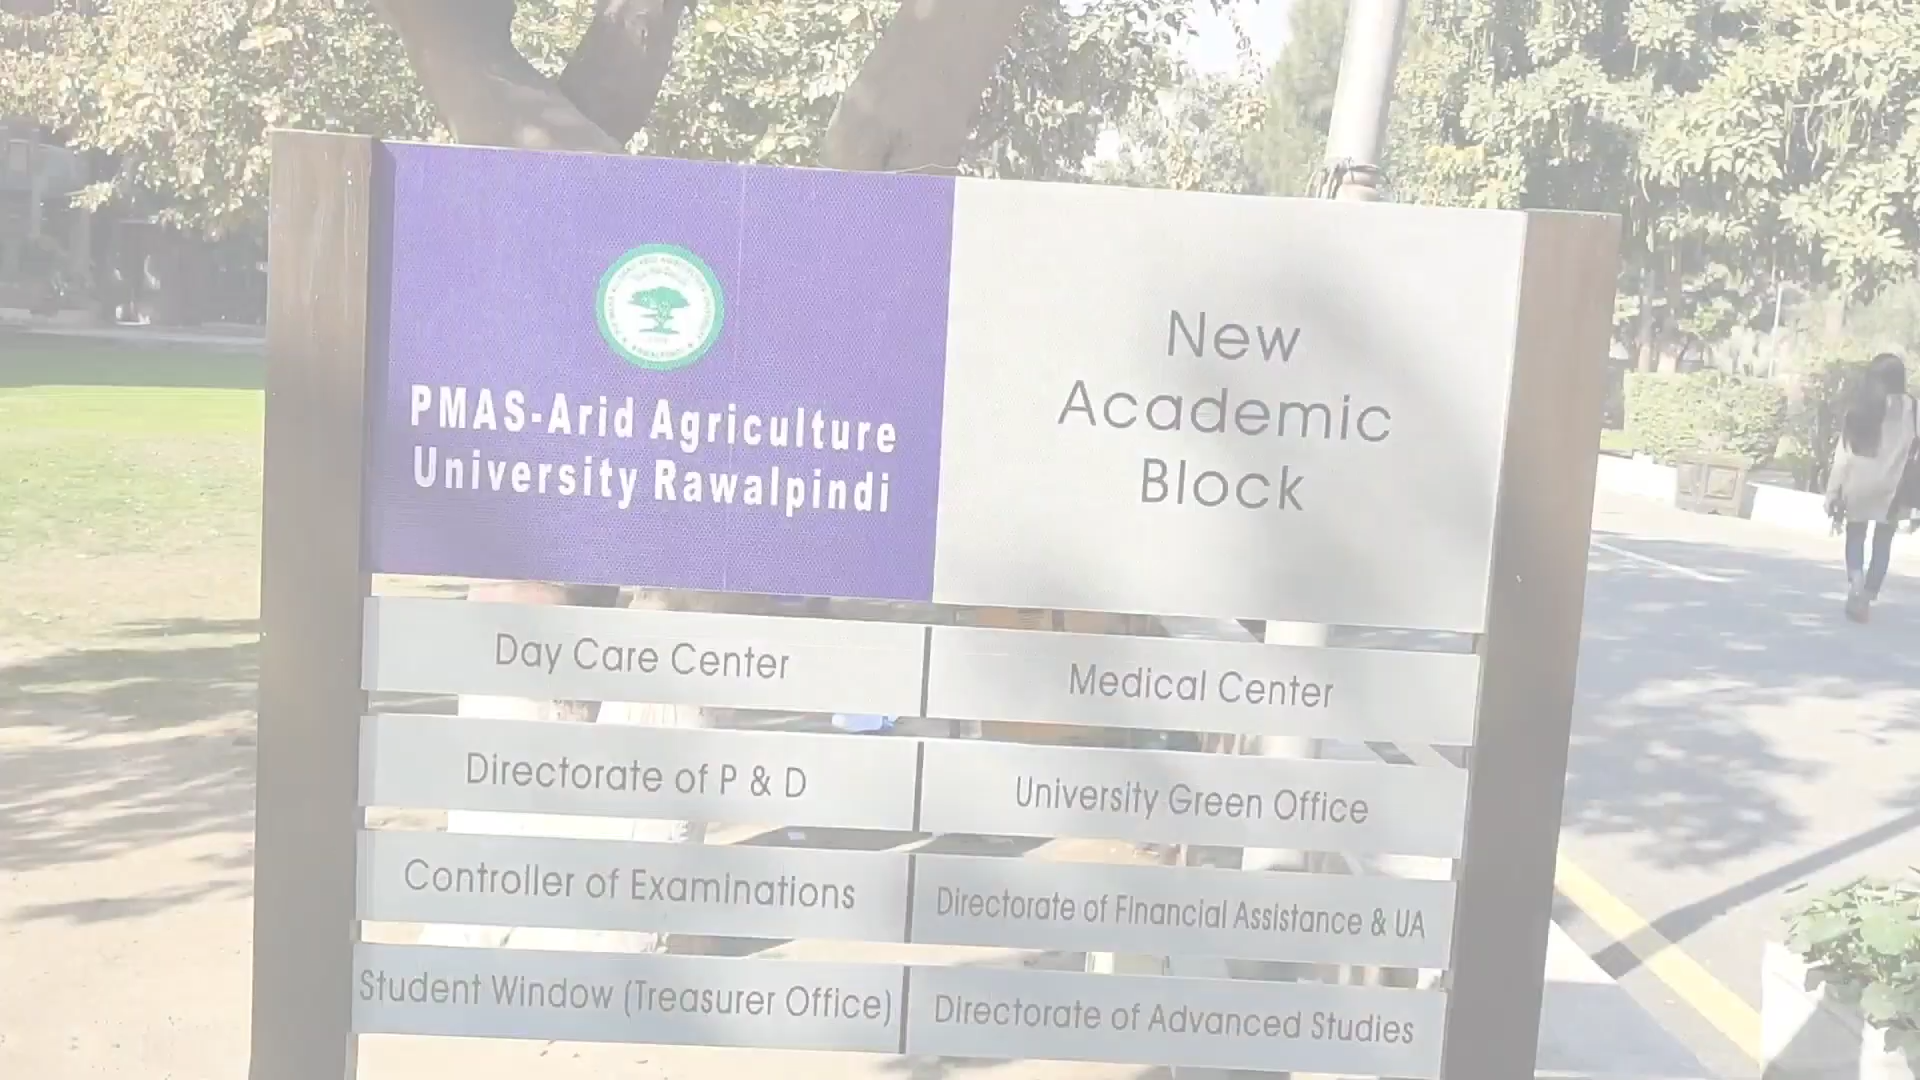 PMAS-Arid Agriculture
University Rawalpindi
New
Academic
Block
Day Care Center
Medical Center
Directorate of P & D
University Green Office
Controller of Examinations
Directorate of Financial Assistance & UA
Student Window (Treasurer Office)
Directorate of Advanced Studies